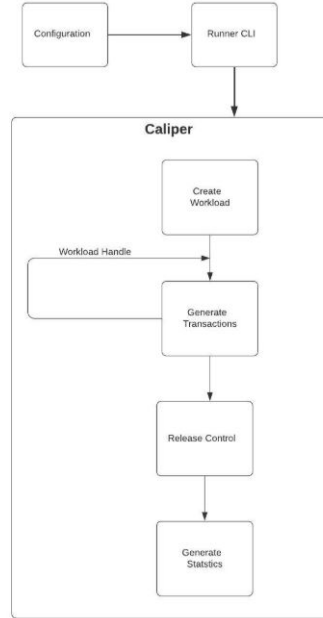 Configuration
Runner CLI
Caliper
Create
Workload
Workload Handle
Generate
Transactions
Release Control
Generate
Statstics